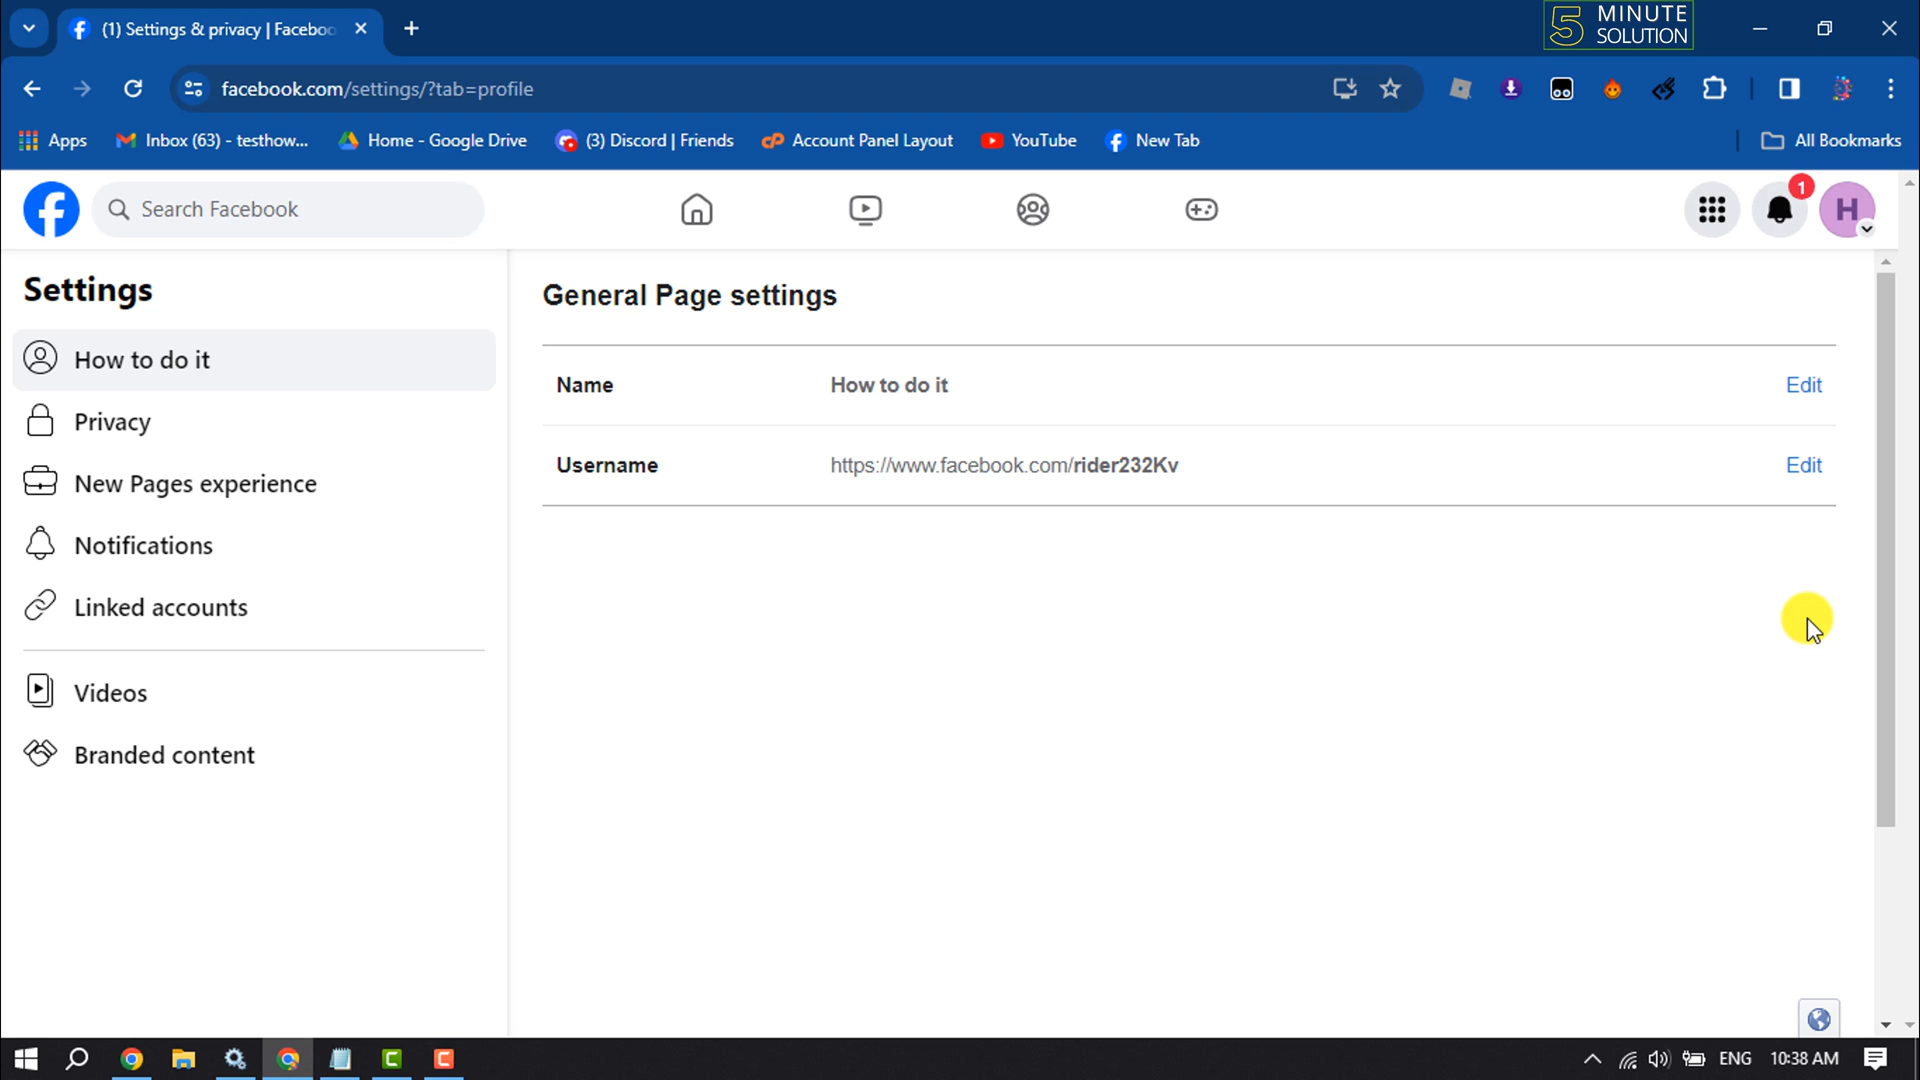 (1) Settings & privacy | Faceboo
5 MINUTE SOLUTION
facebook.com/settings/?tab=profile
Apps
Inbox (63) - testhow...
Home - Google Drive
(3) Discord | Friends
cP
Account Panel Layout
YouTube
New Tab
All Bookmarks
Search Facebook
1
H
Settings
How to do it
Privacy
New Pages experience
Notifications
Linked accounts
Videos
Branded content
General Page settings
Name How to do it Edit
Username https://www.facebook.com/rider232Kv Edit
ENG 10:38 AM